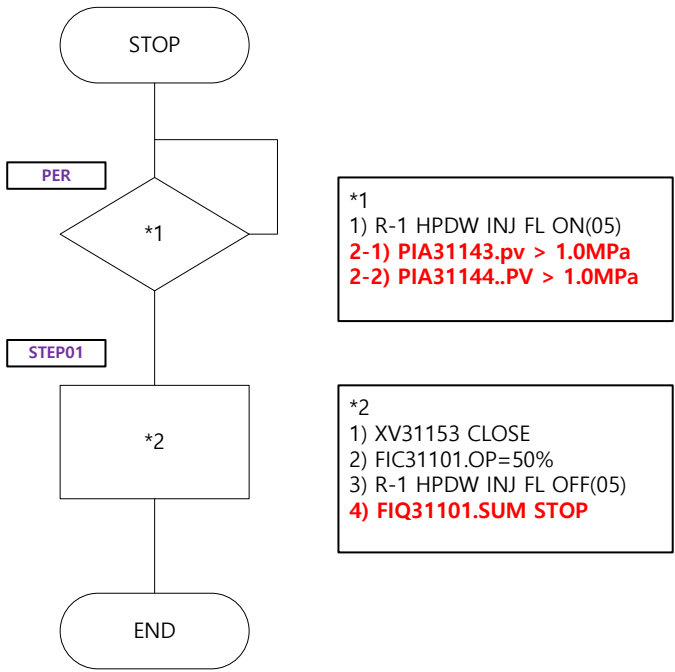 STOP
PER
*1
*1
1) R-1 HPDW INJ FL ON(05)
2-1) PIA31143.pv > 1.0MPa
2-2) PIA31144..PV > 1.0MPa
STEP01
*2
*2
1) XV31153 CLOSE
2) FIC31101.OP=50%
3) R-1 HPDW INJ FL OFF(05)
4) FIQ31101.SUM STOP
END